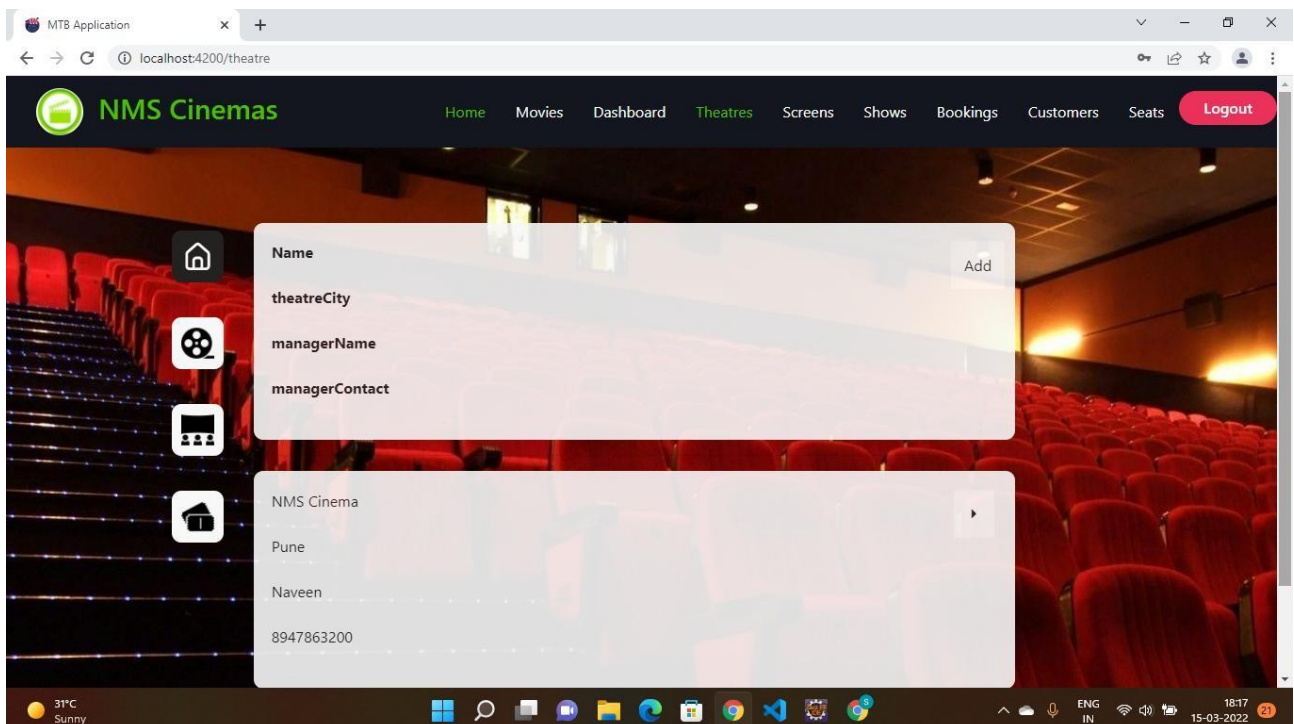 MTB Application
localhost:4200/theatre
NMS Cinemas
Home Movies Dashboard Theatres Screens Shows Bookings Customers Seats Logout
Name
Add
theatreCity
managerName
managerContact
NMS Cinema
Pune
Naveen
8947863200
31°C
Sunny
ENG
IN
18:17
15-03-2022
21